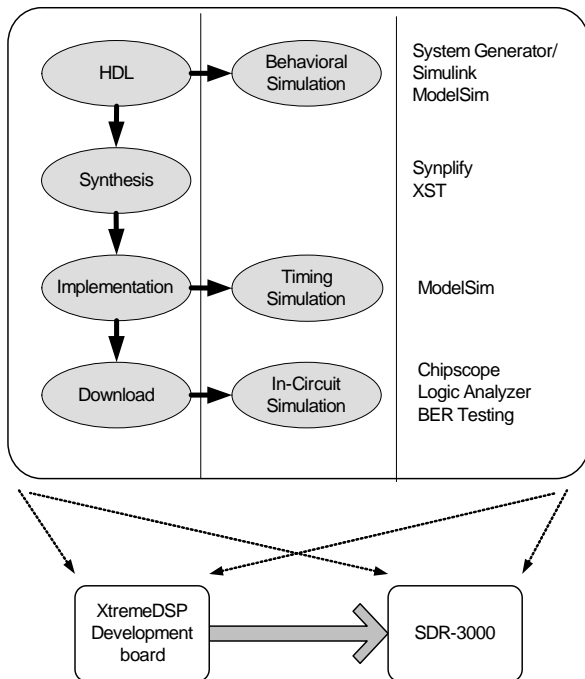 HDL
Behavioral
Simulation
System Generator/
Simulink
ModelSim
Synthesis
Synplify
XST
Implementation
Timing
Simulation
ModelSim
Download
In-Circuit
Simulation
Chipscope
Logic Analyzer
BER Testing
XtremeDSP
Development
board
SDR-3000